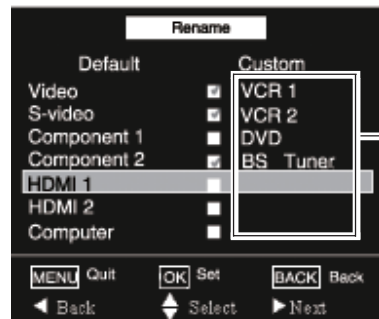 Rename
Default Custom
Video VCR 1
S-video VCR 2
Component 1 DVD
Component 2 BS Tuner
HDMI 1
HDMI 2
Computer
MENU Quit OK Set BACK Back
Back Select Next